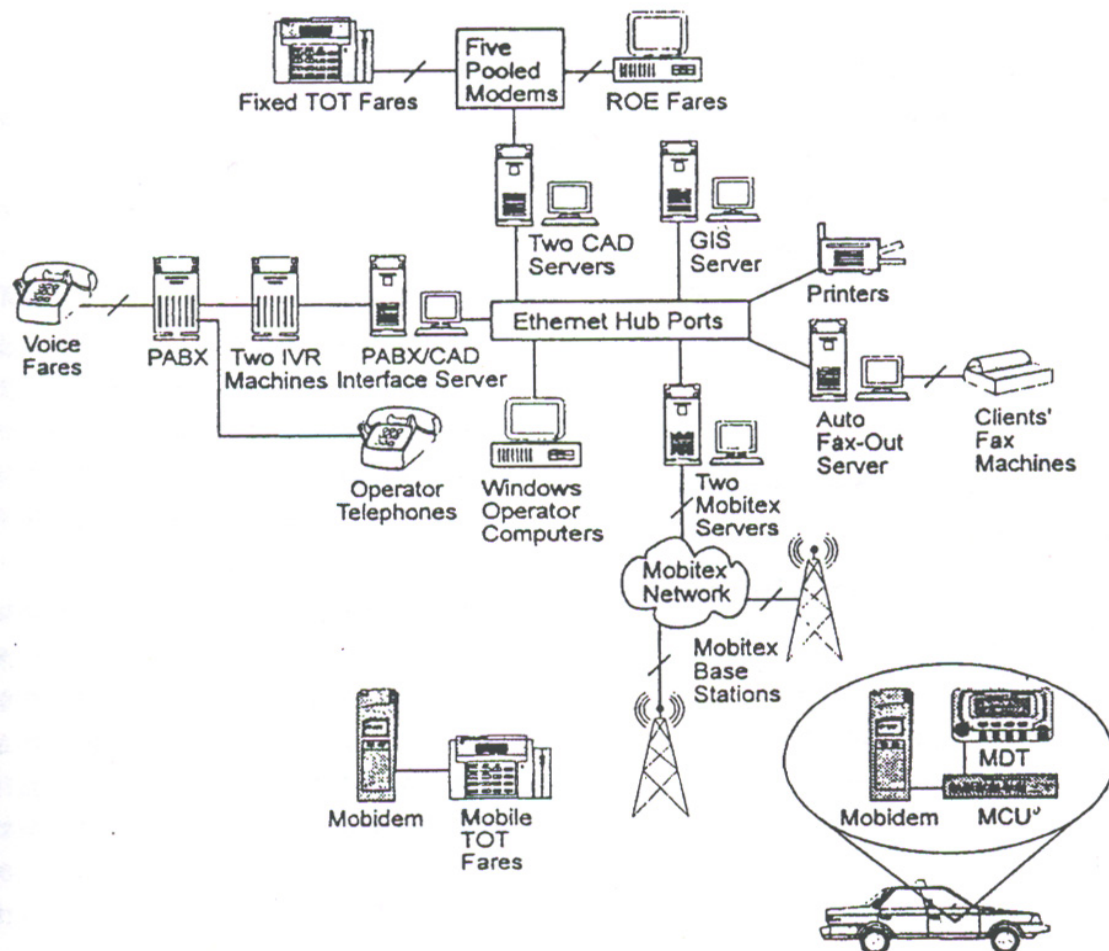 Five
Pooled
Modems
Fixed TOT Fares
ROE Fares
Two CAD
Servers
GIS
Server
Printers
Ethernet Hub Ports
Voice
Fares
PABX
Two IVR
Machines
PABX/CAD
Interface Server
Auto
Fax-Out
Server
Clients'
Fax
Machines
Operator
Telephones
Windows
Operator
Computers
Two
Mobitex
Servers
Mobitex
Network
Mobitex
Base
Stations
Mobidem
Mobile
TOT
Fares
MDT
Mobidem
MCU